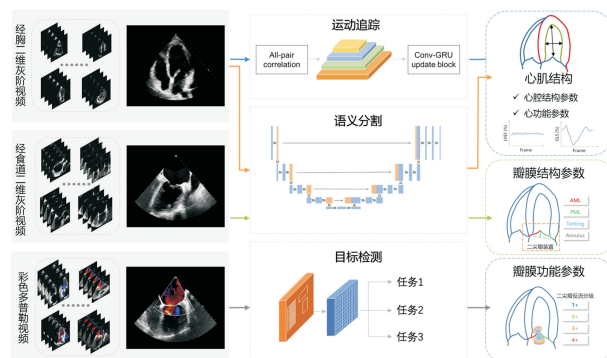 经胸二维灰阶视频
经食道二维灰阶视频
彩色多普勒视频
运动追踪
All-pair
correlation
Conv-GRU
update block
语义分割
目标检测
任务1
任务2
任务3
心肌结构
✓ 心腔结构参数
✓ 心功能参数
Frame
Frame
瓣膜结构参数
AML
PML
Tenting
Annulus
二尖瓣装置
瓣膜功能参数
二尖瓣反流分级
1+
2+
3+
4+